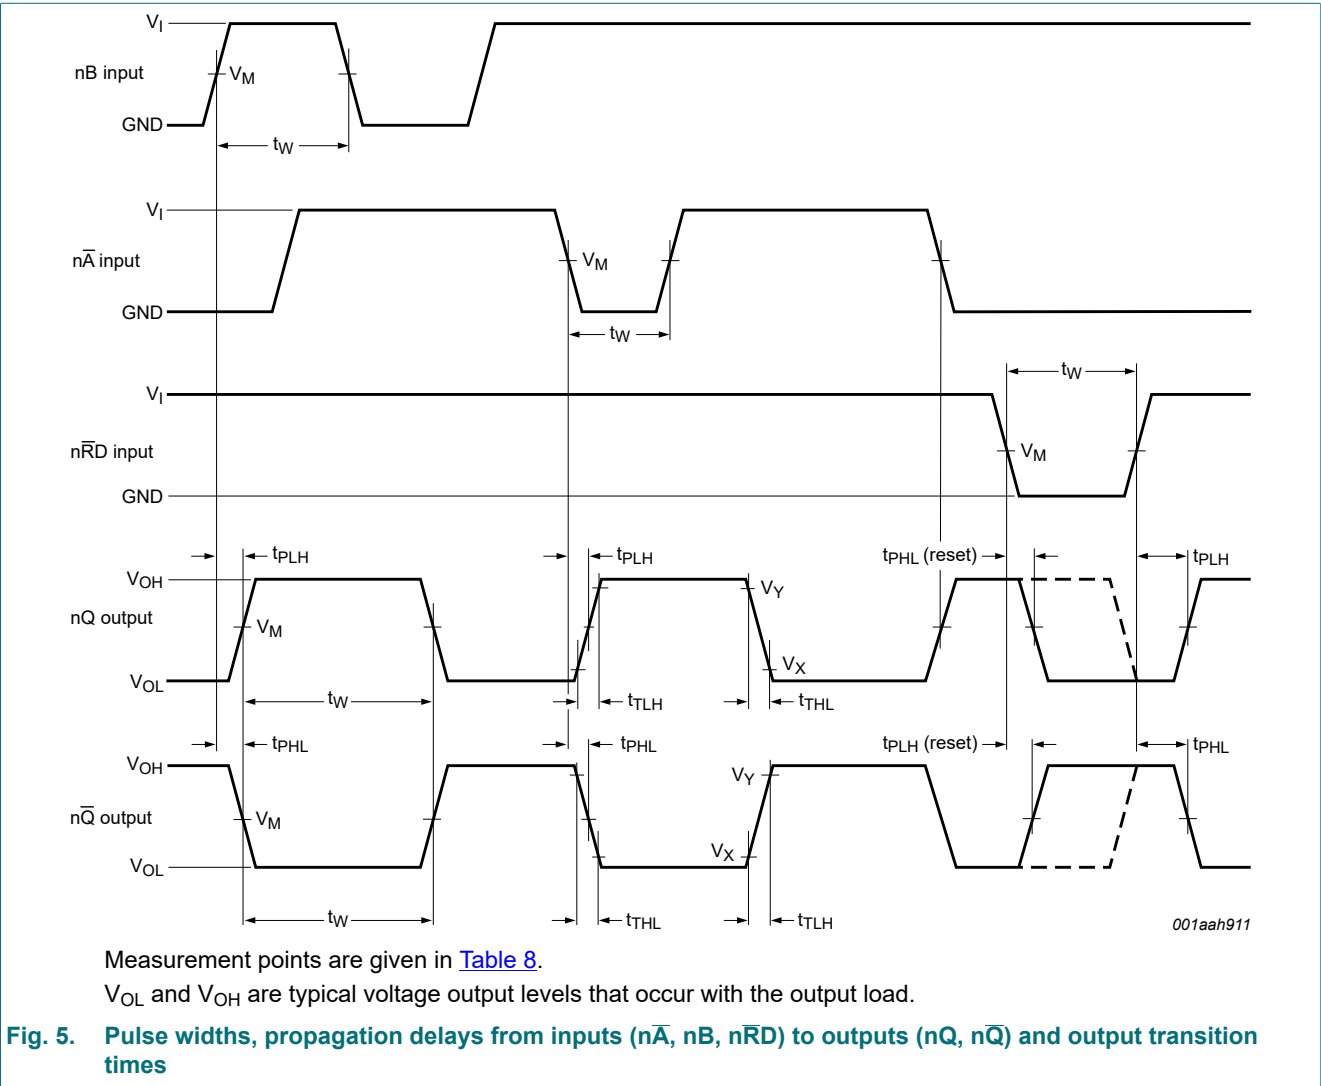 VI
nB input
VM
GND
tW
VI
nA̅ input
VM
GND
tW
VI
tW
nR̅D input
VM
GND
tPLH
tPLH
tPHL (reset)
tPLH
VOH
VY
nQ output
VM
VX
VOL
tW
tTLH
tTHL
tPHL
tPHL
tPLH (reset)
tPHL
VOH
VY
nQ̅ output
VM
VX
VOL
tW
tTHL
tTLH
001aah911
Measurement points are given in Table 8.
VOL and VOH are typical voltage output levels that occur with the output load.
Fig. 5. Pulse widths, propagation delays from inputs (nA̅, nB, nR̅D) to outputs (nQ, nQ̅) and output transition
times